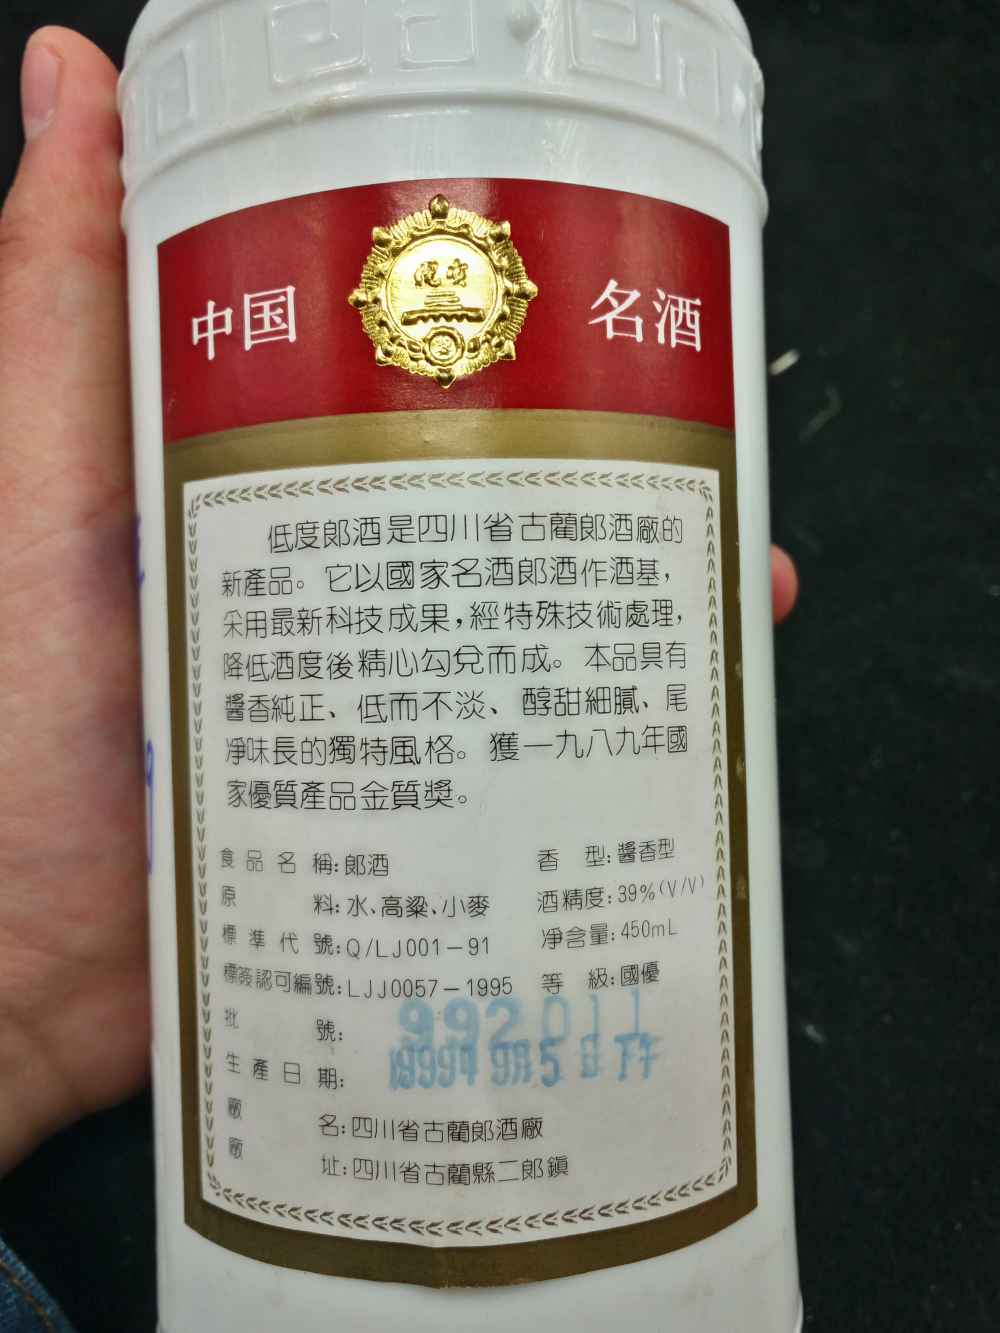 中国 名酒
低度郎酒是四川省古藺郎酒廠的
新產品。它以國家名酒郎酒作酒基，
采用最新科技成果，經特殊技術處理，
降低酒度後精心勾兌而成。本品具有
醬香純正、低而不淡、醇甜細膩、尾
凈味長的獨特風格。獲一九八九年國
家優質產品金質獎。
食品名稱：郎酒 香型：醬香型
原料：水、高粱、小麥 酒精度：39%(V/V)
標準代號：Q/LJ001－91 凈含量：450mL
標簽認可編號：LJJ0057－1995 等級：國優
批號： 992011
生產日期： 1999年9月5日下午
廠名：四川省古藺郎酒廠
廠址：四川省古藺縣二郎鎮